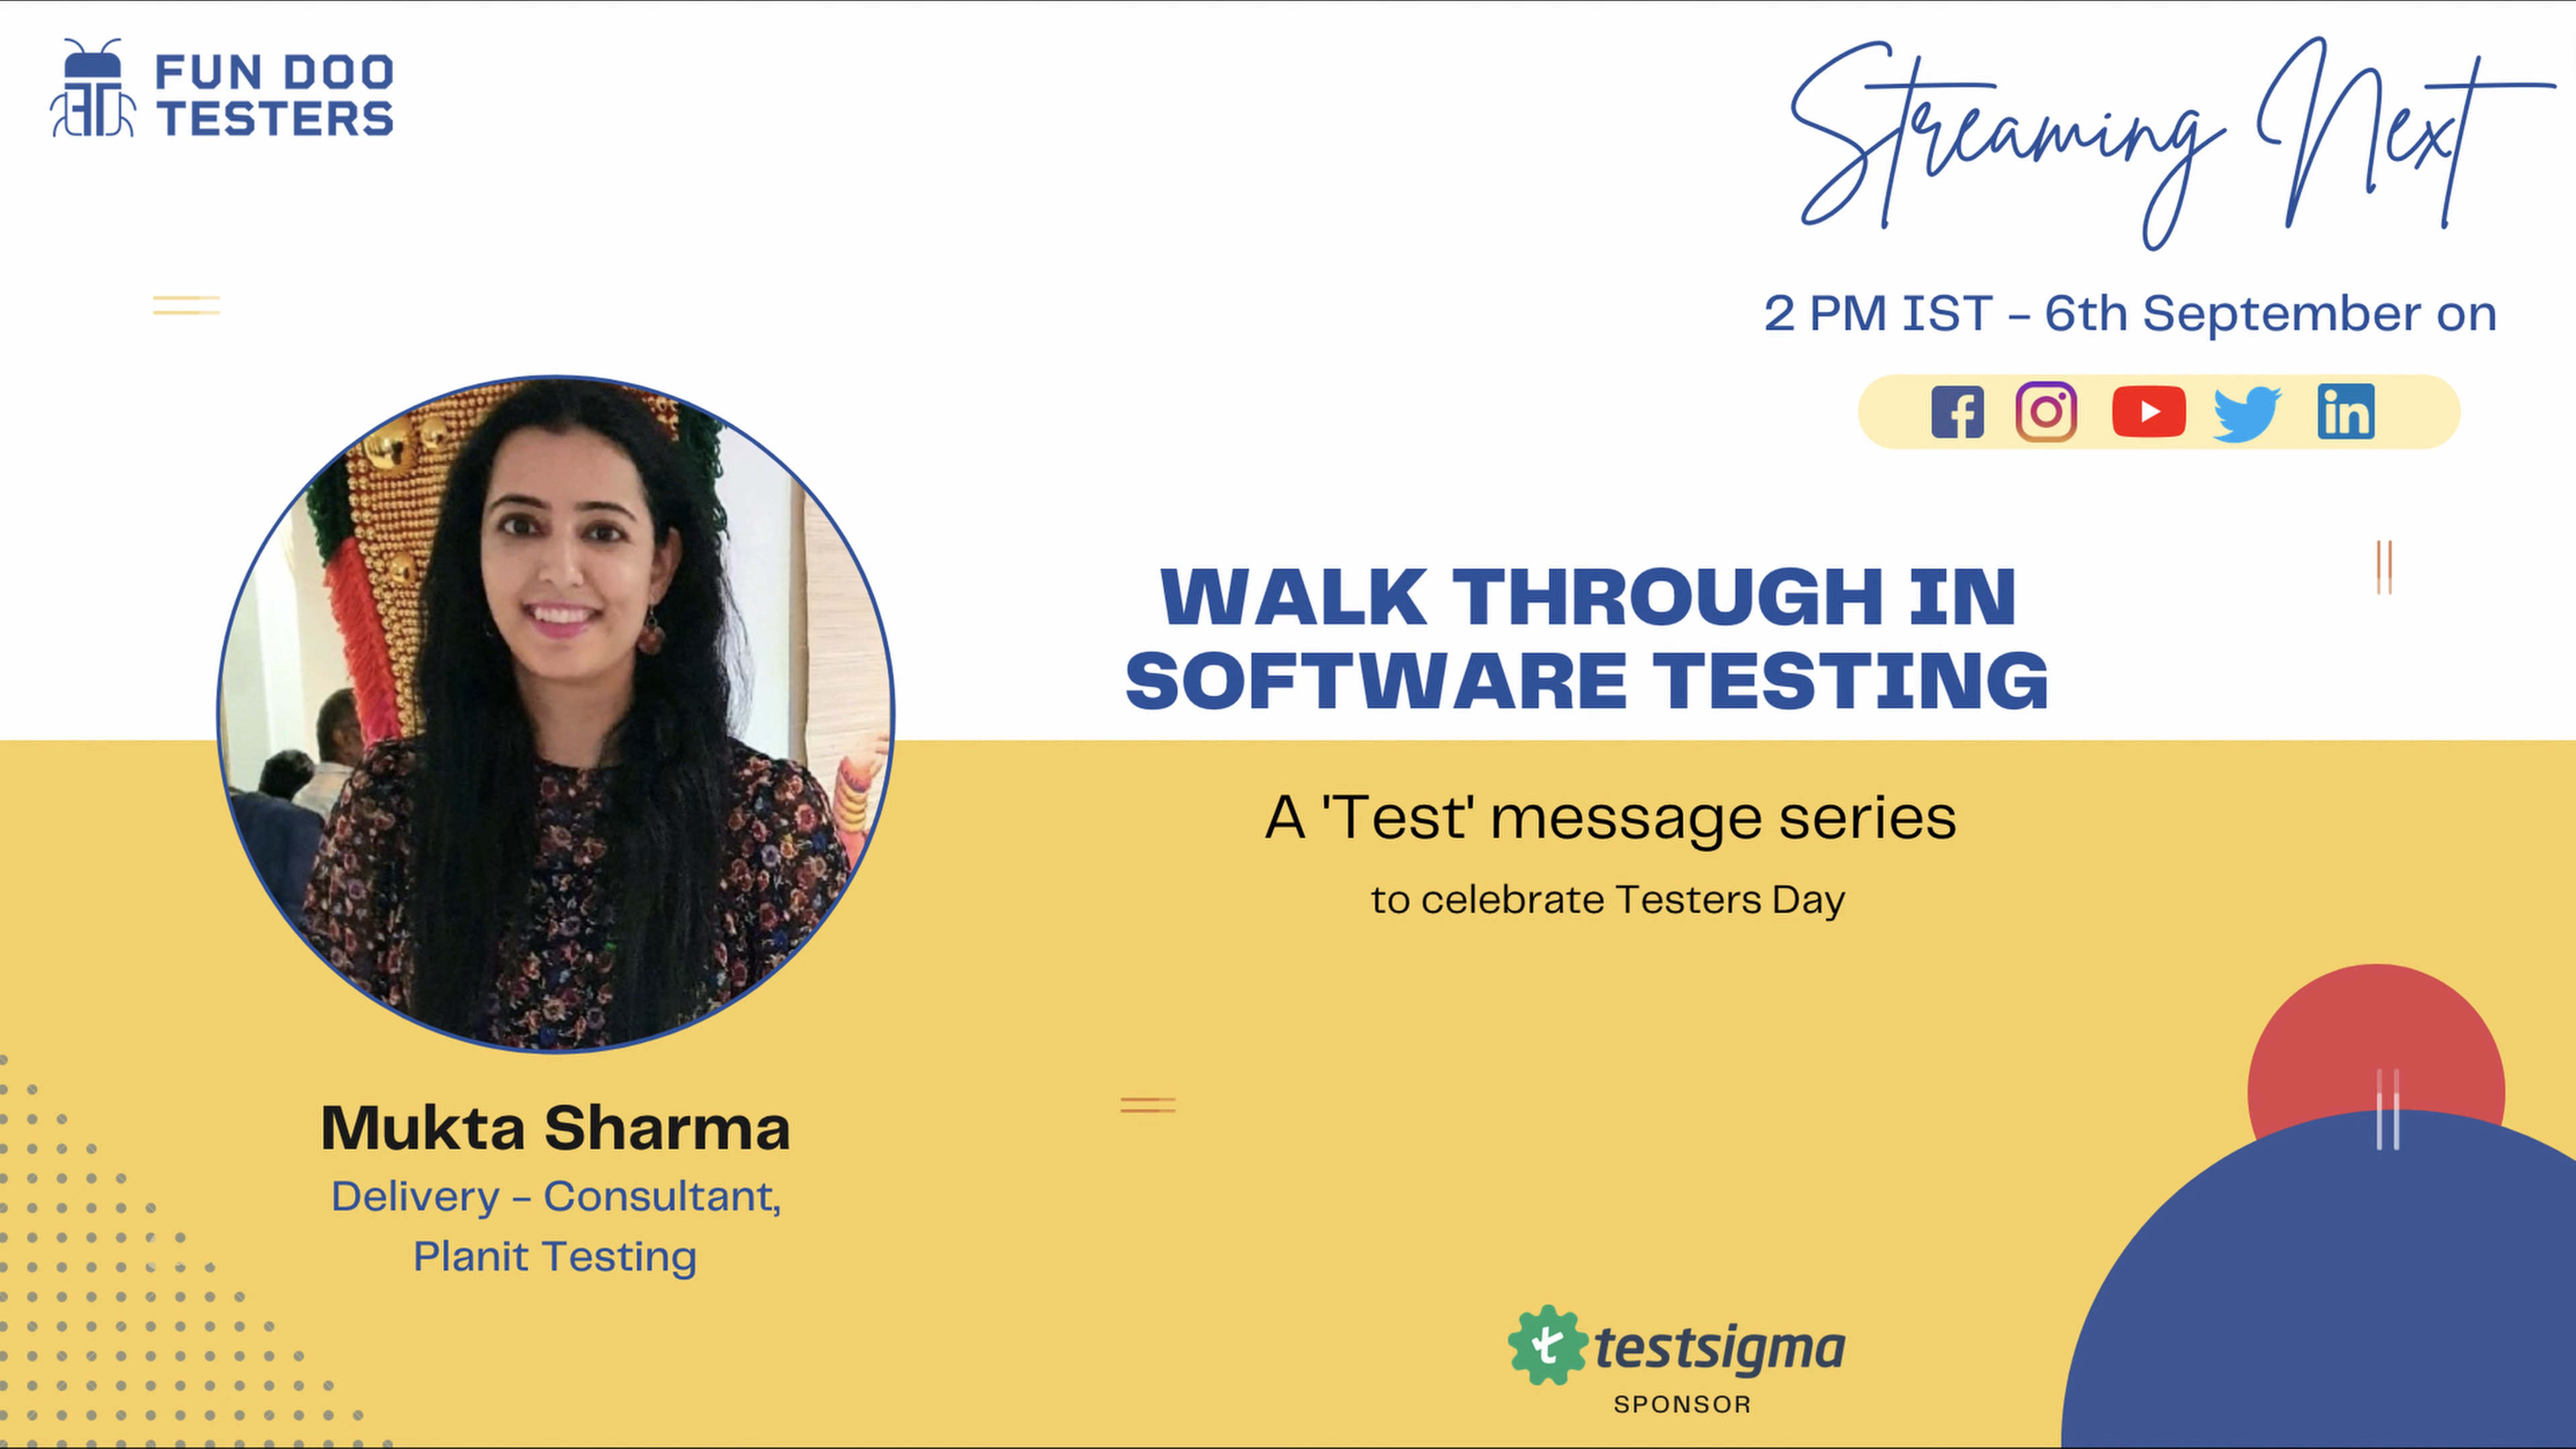 FUN DOO
TESTERS
Streaming Next
2 PM IST – 6th September on
WALK THROUGH IN
SOFTWARE TESTING
A 'Test' message series
to celebrate Testers Day
Mukta Sharma
Delivery – Consultant,
Planit Testing
testsigma
SPONSOR